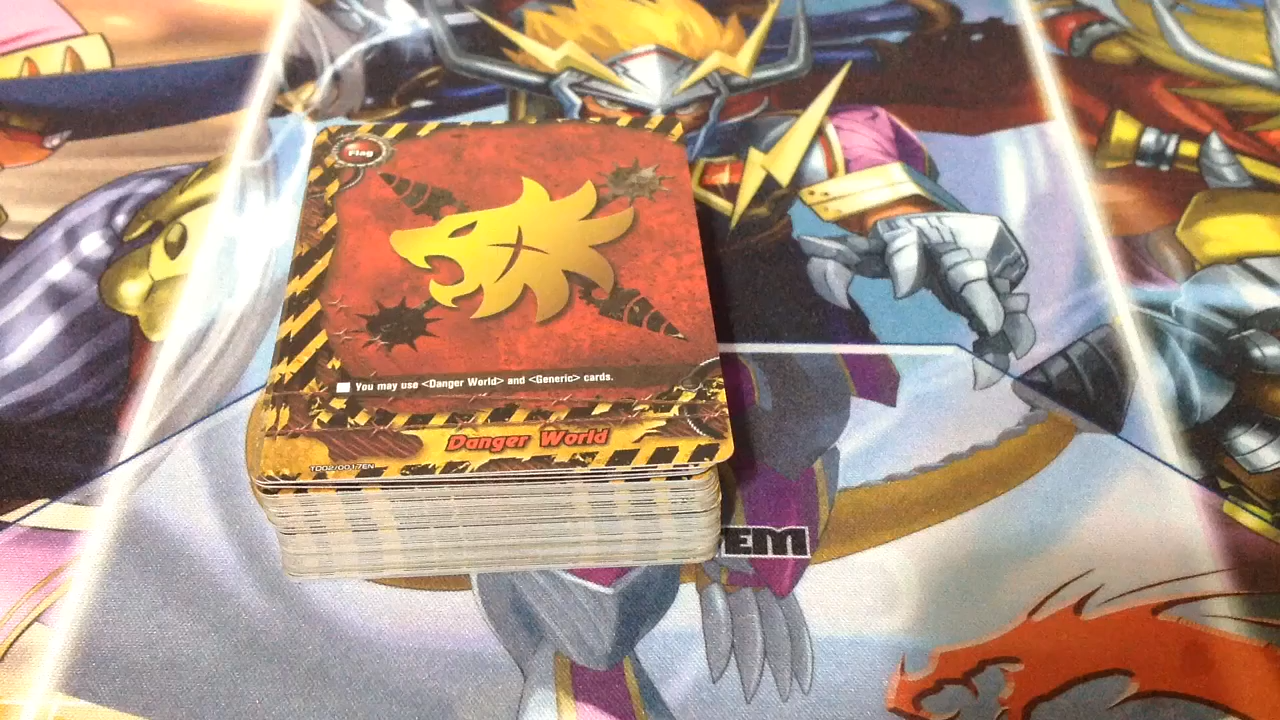 Flag
You may use <Danger World> and <Generic> cards.
Danger World
TD02/0017EN
EM